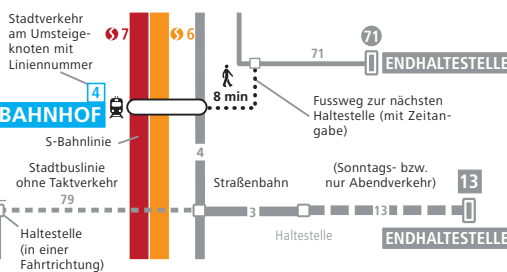 Stadtverkehr
am Umsteige-
knoten mit
Liniennummer
7
6
71
71
ENDHALTESTELLE
4
BAHNHOF
8 min
Fussweg zur nächsten
Haltestelle (mit Zeitan-
gabe)
S-Bahnlinie
4
Stadtbuslinie
ohne Taktverkehr
Straßenbahn
(Sonntags- bzw.
nur Abendverkehr)
13
79
3
13
Haltestelle
(in einer
Fahrtrichtung)
Haltestelle
ENDHALTESTELLE